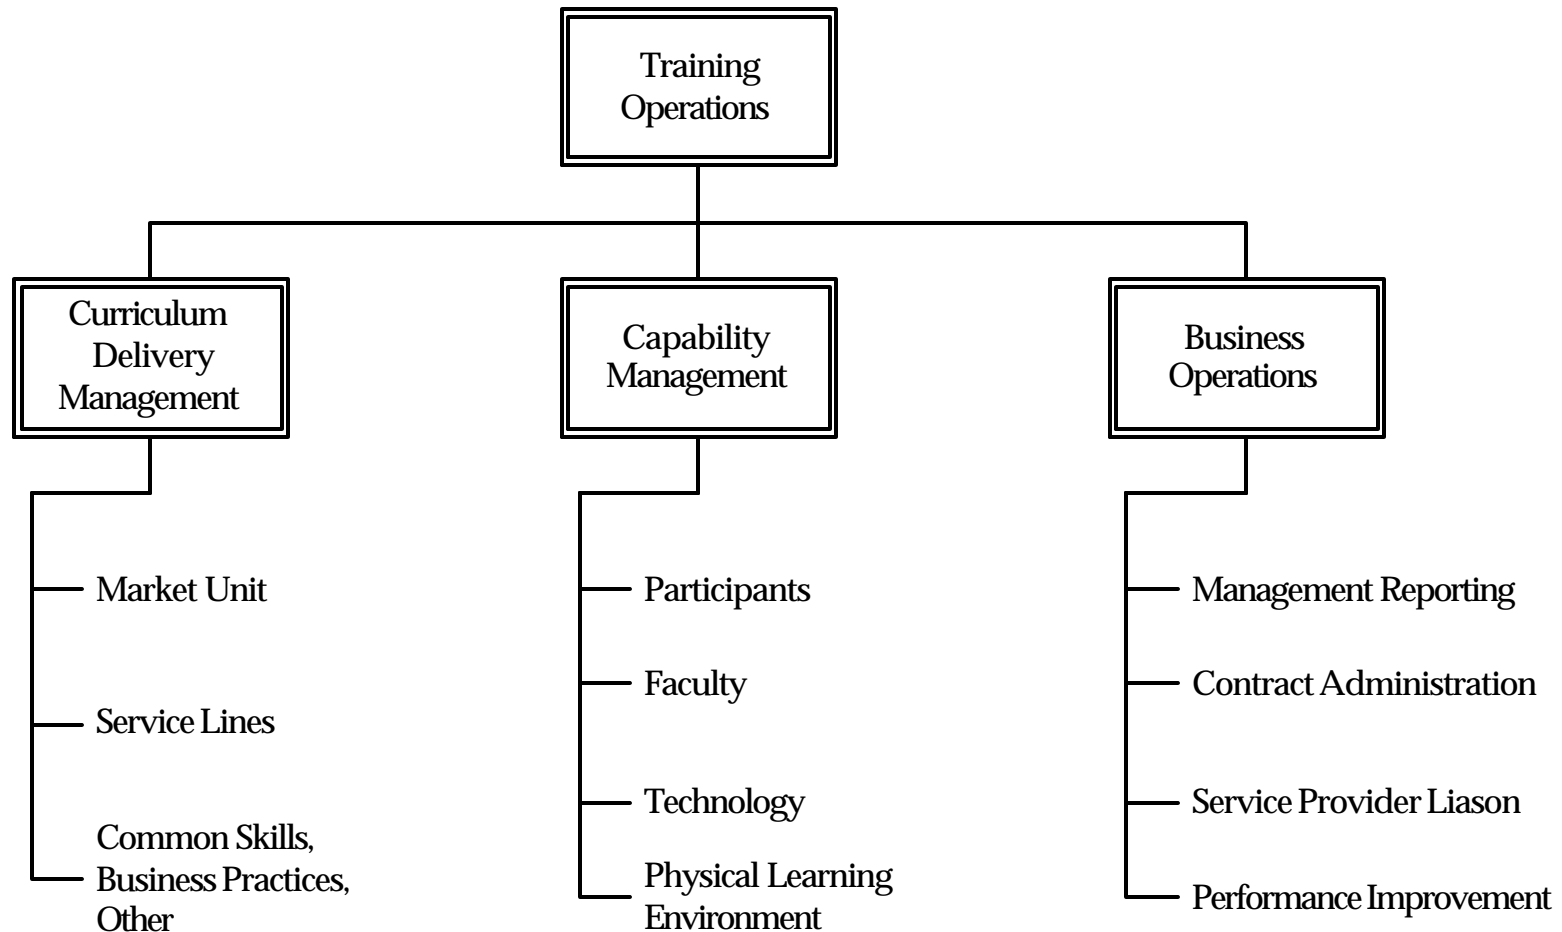 Training
Operations
Curriculum
Delivery
Management
Capability
Management
Business
Operations
Market Unit
Service Lines
Common Skills,
Business Practices,
Other
Participants
Faculty
Technology
Physical Learning
Environment
Management Reporting
Contract Administration
Service Provider Liason
Performance Improvement